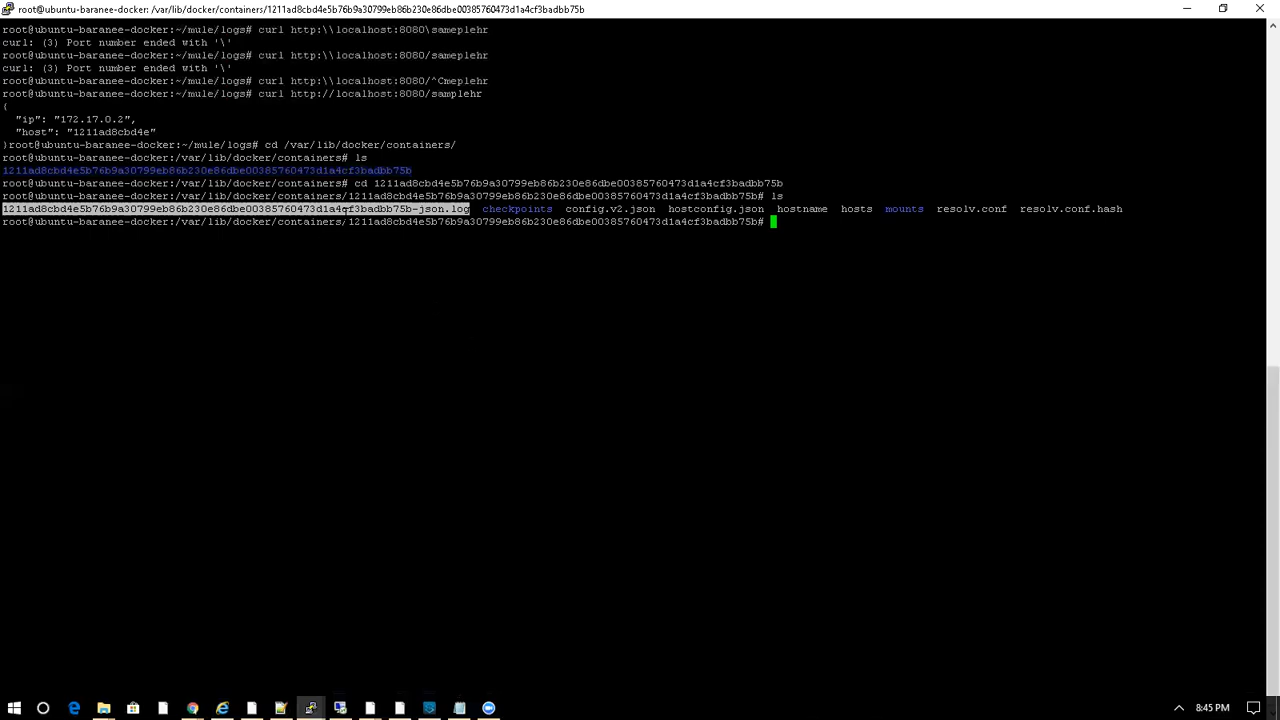 root@ubuntu-baranee-docker: /var/lib/docker/containers/1211ad8cbd4e5b76b9a30799eb86b230e86dbe00385760473d1a4cf3badbb75b
root@ubuntu-baranee-docker:~/mule/logs# curl http:\\localhost:8080\sameplehr
curl: (3) Port number ended with '\'
root@ubuntu-baranee-docker:~/mule/logs# curl http:\\localhost:8080/sameplehr
curl: (3) Port number ended with '\'
root@ubuntu-baranee-docker:~/mule/logs# curl http:\\localhost:8080/^Cmeplehr
root@ubuntu-baranee-docker:~/mule/logs# curl http://localhost:8080/samplehr
{
"ip": "172.17.0.2",
"host": "1211ad8cbd4e"
}root@ubuntu-baranee-docker:~/mule/logs# cd /var/lib/docker/containers/
root@ubuntu-baranee-docker:/var/lib/docker/containers# ls
1211ad8cbd4e5b76b9a30799eb86b230e86dbe00385760473d1a4cf3badbb75b
root@ubuntu-baranee-docker:/var/lib/docker/containers# cd 1211ad8cbd4e5b76b9a30799eb86b230e86dbe00385760473d1a4cf3badbb75b
root@ubuntu-baranee-docker:/var/lib/docker/containers/1211ad8cbd4e5b76b9a30799eb86b230e86dbe00385760473d1a4cf3badbb75b# ls
1211ad8cbd4e5b76b9a30799eb86b230e86dbe00385760473d1a4cf3badbb75b-json.log checkpoints config.v2.json hostconfig.json hostname hosts mounts resolv.conf resolv.conf.hash
root@ubuntu-baranee-docker:/var/lib/docker/containers/1211ad8cbd4e5b76b9a30799eb86b230e86dbe00385760473d1a4cf3badbb75b#
8:45 PM